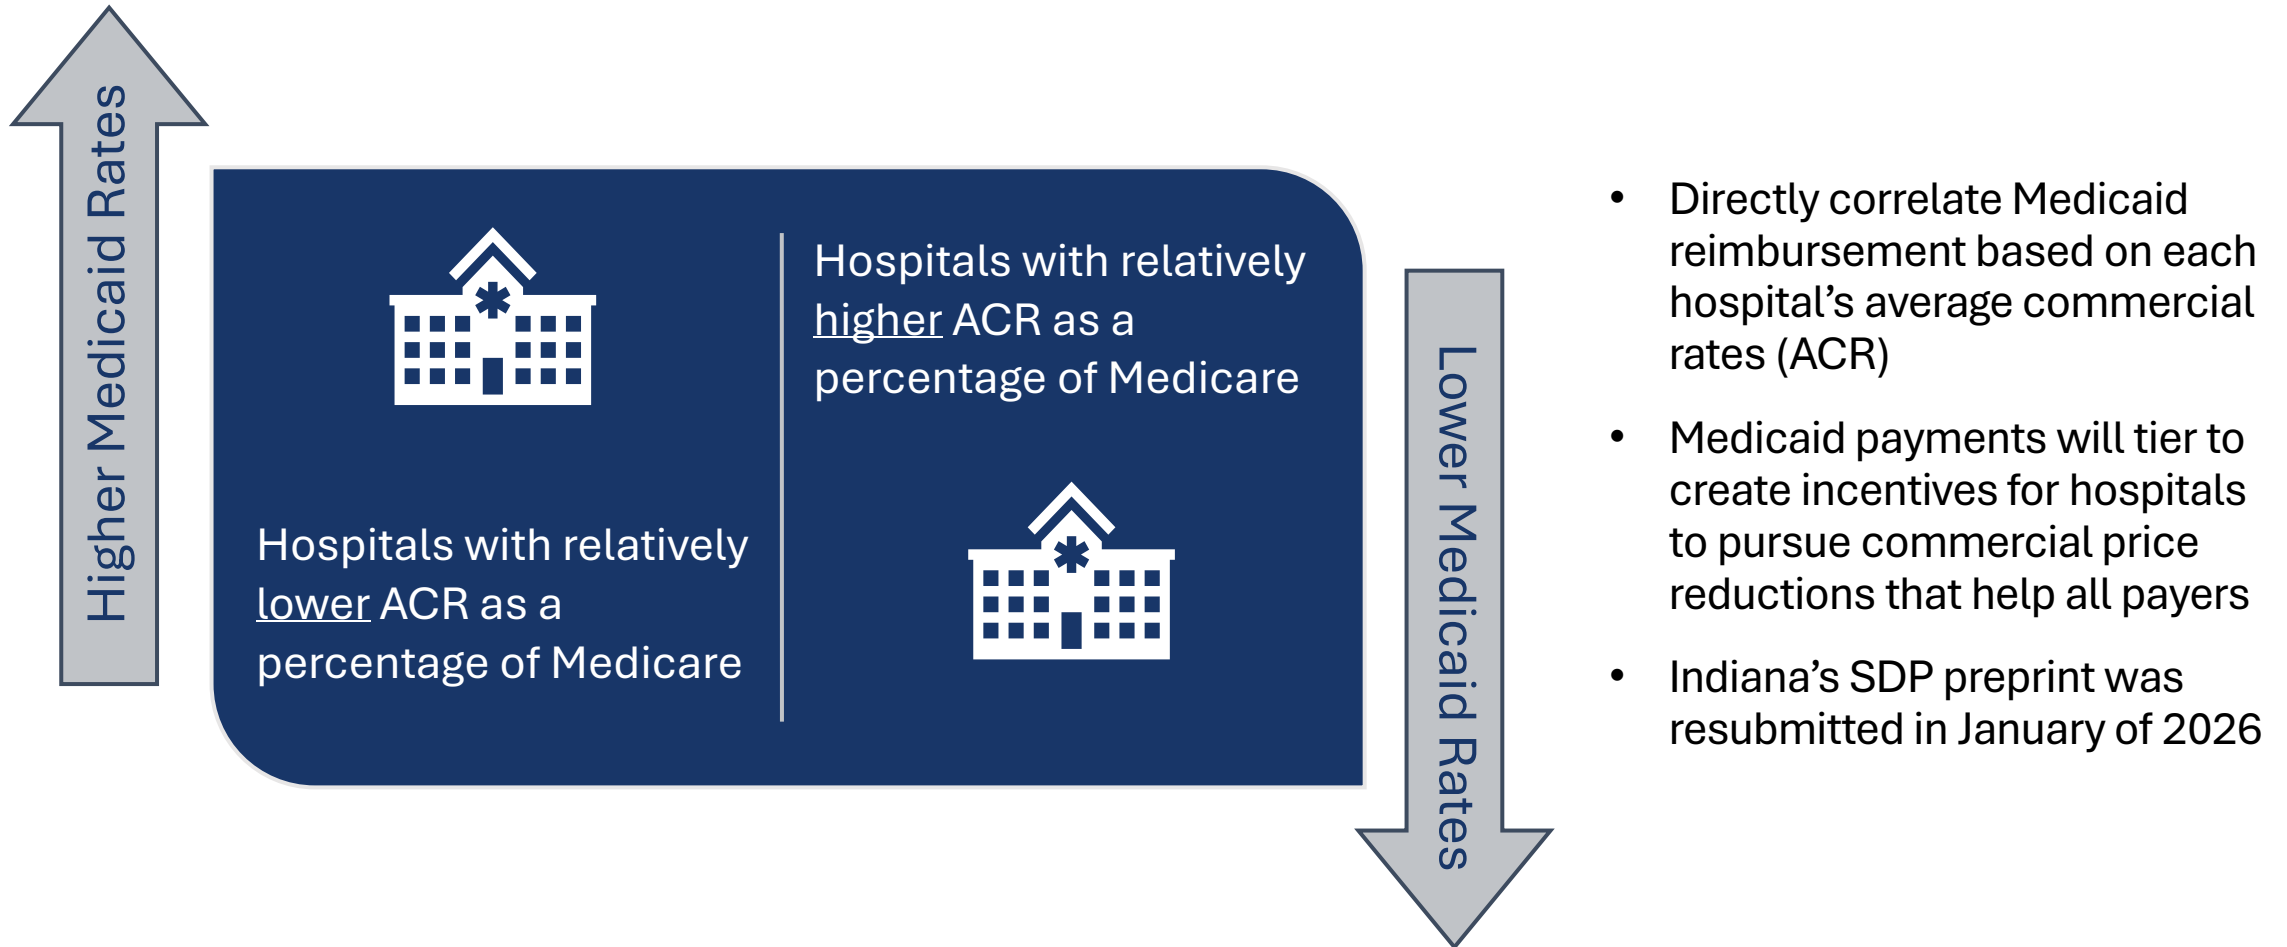 Higher Medicaid Rates
Hospitals with relatively
lower ACR as a
percentage of Medicare
Hospitals with relatively
higher ACR as a
percentage of Medicare
Lower Medicaid Rates
• Directly correlate Medicaid
reimbursement based on each
hospital’s average commercial
rates (ACR)
• Medicaid payments will tier to
create incentives for hospitals
to pursue commercial price
reductions that help all payers
• Indiana’s SDP preprint was
resubmitted in January of 2026